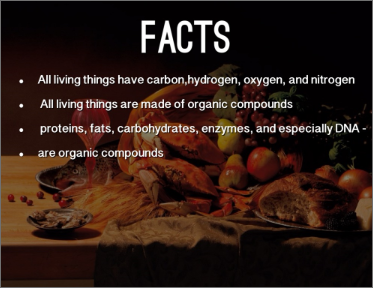 FACTS
• All living things have carbon,hydrogen, oxygen, and nitrogen
• All living things are made of organic compounds
• proteins, fats, carbohydrates, enzymes, and especially DNA -
• are organic compounds